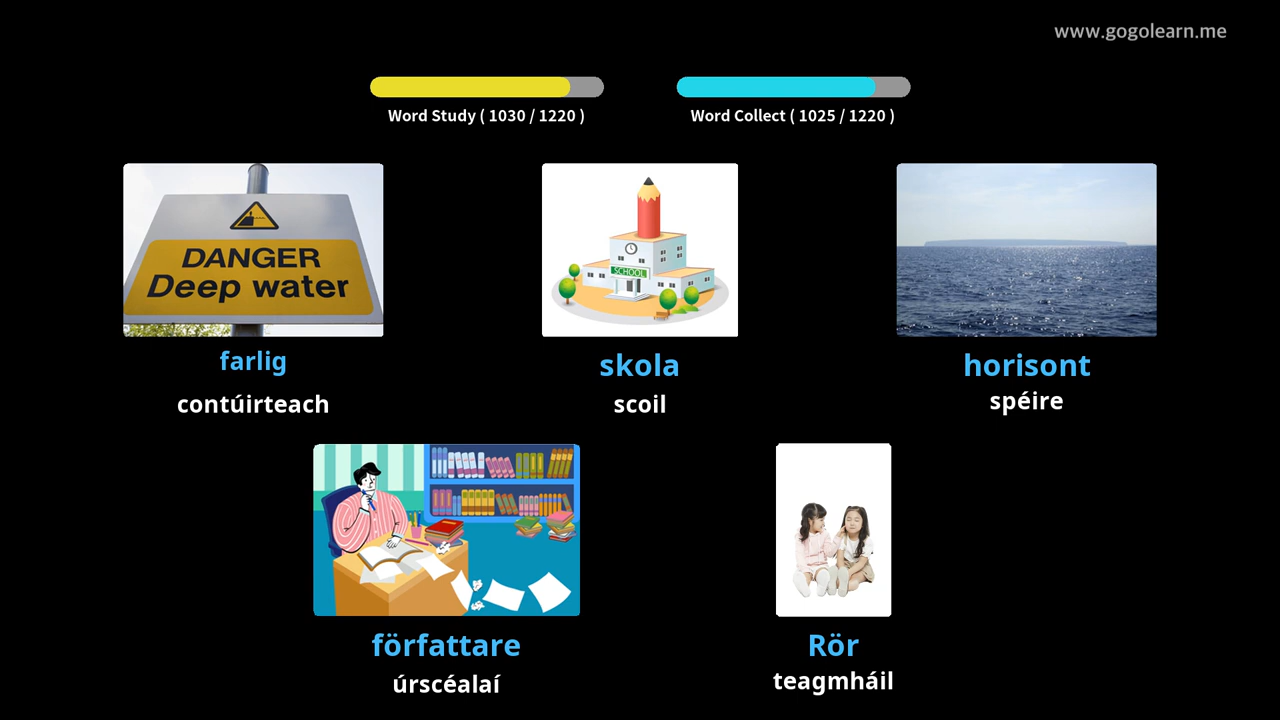 www.gogolearn.me
Word Study ( 1030 / 1220 )
Word Collect ( 1025 / 1220 )
DANGER
Deep water
SCHOOL
farlig
skola
horisont
contúirteach
scoil
spéire
författare
Rör
úrscéalaí
teagmháil